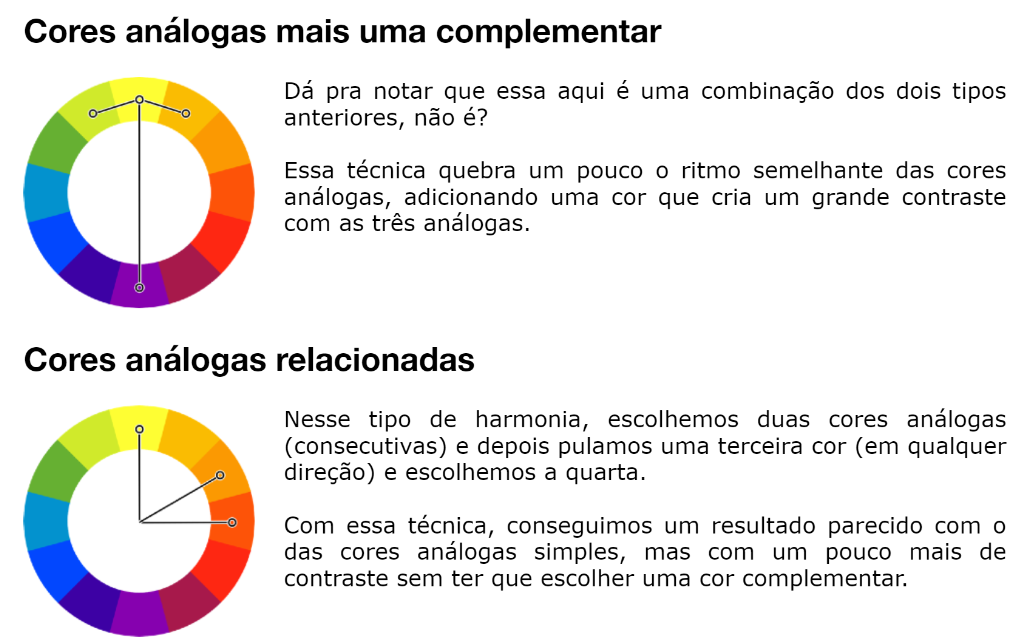 Cores análogas mais uma complementar
Dá pra notar que essa aqui é uma combinação dos dois tipos
anteriores, não é?
Essa técnica quebra um pouco o ritmo semelhante das cores
análogas, adicionando uma cor que cria um grande contraste
com as três análogas.
Cores análogas relacionadas
Nesse tipo de harmonia, escolhemos duas cores análogas
(consecutivas) e depois pulamos uma terceira cor (em qualquer
direção) e escolhemos a quarta.
Com essa técnica, conseguimos um resultado parecido com o
das cores análogas simples, mas com um pouco mais de
contraste sem ter que escolher uma cor complementar.